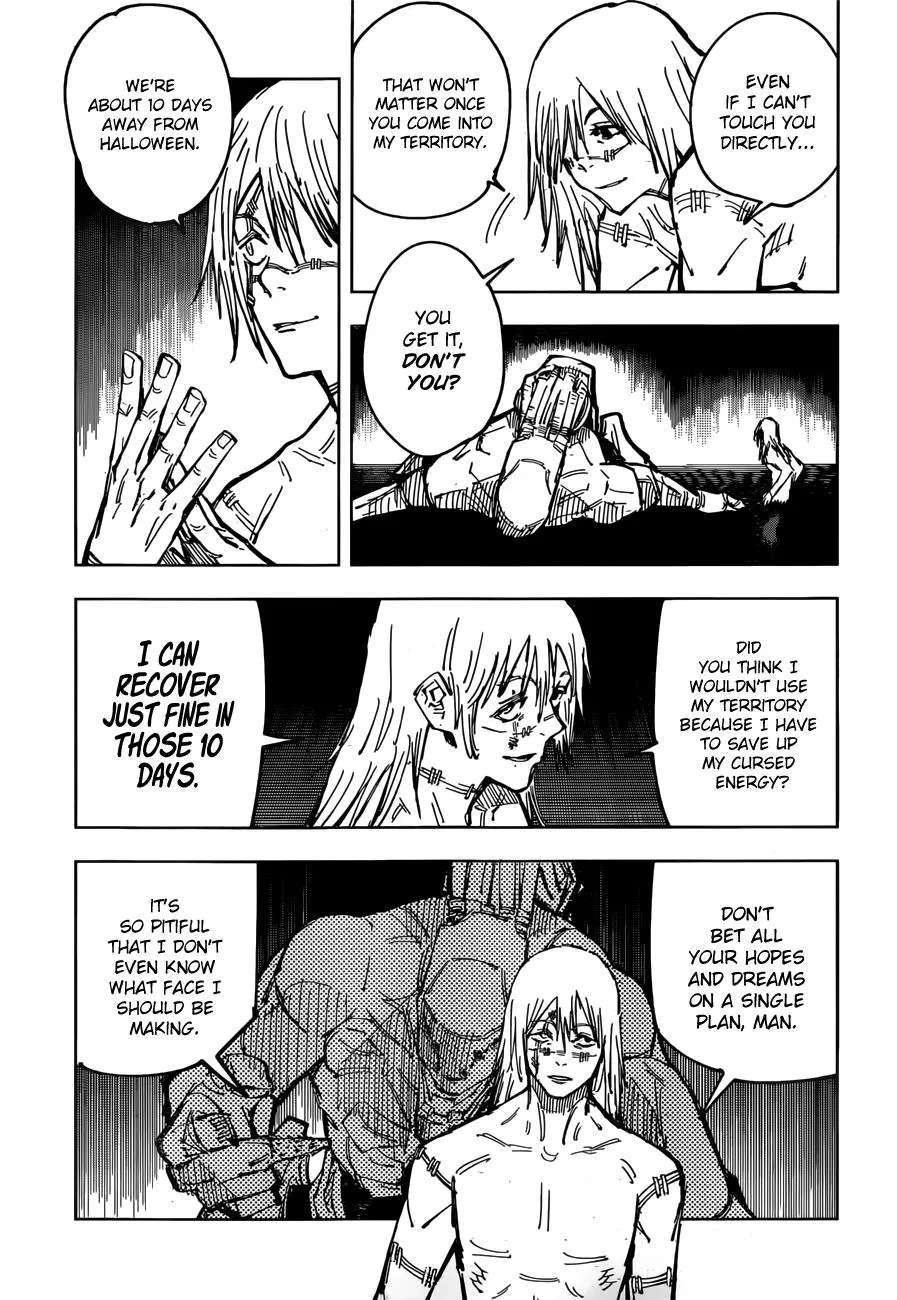 EVEN
IF I CAN'T
TOUCH YOU
DIRECTLY...
THAT WON'T
MATTER ONCE
YOU COME INTO
MY TERRITORY.
YOU
GET IT,
DON'T
YOU?
WE'RE
ABOUT 10 DAYS
AWAY FROM
HALLOWEEN.
DID
YOU THINK I
WOULDN'T USE
MY TERRITORY
BECAUSE I HAVE
TO SAVE UP
MY CURSED
ENERGY?
I CAN
RECOVER
JUST FINE IN
THOSE 10
DAYS.
DON'T
BET ALL
YOUR HOPES
AND DREAMS
ON A SINGLE
PLAN, MAN.
IT'S
SO PITIFUL
THAT I DON'T
EVEN KNOW
WHAT FACE I
SHOULD BE
MAKING.